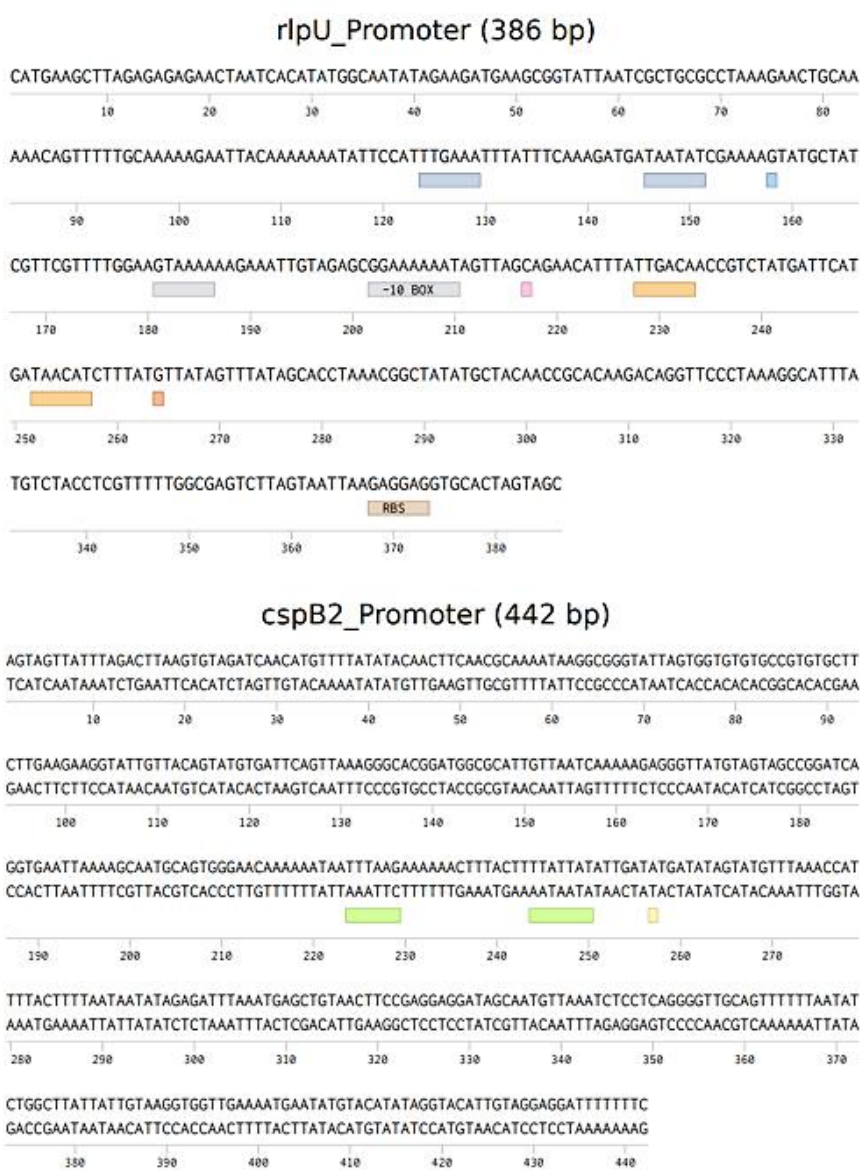 rlpU_Promoter (386 bp)
CATGAAGCTTAGAGAGAGAACTAATCACATATGGCAATATAGAAGATGAAGCGGTATTAATCGCTGCGCCTAAAGAACTGCAA
10 20 30 40 50 60 70 80
AAACAGTTTTTGCAAAAAGAATTACAAAAAAATATTCCATTTGAAATTTATTTCAAAGATGATAATATCGAAAAGTATGCTAT
90 100 110 120 130 140 150 160
CGTTCGTTTTGGAAGTAAAAAAGAAATTGTAGAGCGGAAAAAATAGTTAGCAGAACATTTATTGACAACCGTCTATGATTCAT
-10 BOX
170 180 190 200 210 220 230 240
GATAACATCTTTATGTTATAGTTTATAGCACCTAAACGGCTATATGCTACAACCGCACAAGACAGGTTCCCTAAAGGCATTTA
250 260 270 280 290 300 310 320 330
TGTCTACCTCGTTTTTGGCGAGTCTTAGTAATTAAGAGGAGGTGCACTAGTAGC
RBS
340 350 360 370 380
cspB2_Promoter (442 bp)
AGTAGTTATTTAGACTTAAGTGTAGATCAACATGTTTTATATACAACTTCAACGCAAAATAAGGCGGGTATTAGTGGTGTGTGCCGTGTGCTT
TCATCAATAAATCTGAATTCACATCTAGTTGTACAAAATATATGTTGAAGTTGCGTTTTATTCCGCCCATAATCACCACACACGGCACACGAA
10 20 30 40 50 60 70 80 90
CTTGAAGAAGGTATTGTTACAGTATGTGATTCAGTTAAAGGGCACGGATGGCGCATTGTTAATCAAAAAGAGGGTTATGTAGTAGCCGGATCA
GAACTTCTTCCATAACAATGTCATACACTAAGTCAATTTCCCGTGCCTACCGCGTAACAATTAGTTTTTCTCCCAATACATCATCGGCCTAGT
100 110 120 130 140 150 160 170 180
GGTGAATTAAAAGCAATGCAGTGGGAACAAAAAATAATTTAAGAAAAAACTTTACTTTTATTATATTGATATGATATAGTATGTTTAAACCAT
CCACTTAATTTTCGTTACGTCACCCTTGTTTTTTATTAAATTCTTTTTTGAAATGAAAATAATATAACTATACTATATCATACAAATTTGGTA
190 200 210 220 230 240 250 260 270
TTTACTTTTAATAATATAGAGATTTAAATGAGCTGTAACTTCCGAGGAGGATAGCAATGTTAAATCTCCTCAGGGGTTGCAGTTTTTTAATAT
AAATGAAAATTATTATATCTCTAAATTTACTCGACATTGAAGGCTCCTCCTATCGTTACAATTTAGAGGAGTCCCCAACGTCAAAAAATTATA
280 290 300 310 320 330 340 350 360 370
CTGGCTTATTATTGTAAGGTGGTTGAAAATGAATATGTACATATAGGTACATTGTAGGAGGATTTTTTTC
GACCGAATAATAACATTCCACCAACTTTTACTTATACATGTATATCCATGTAACATCCTCCTAAAAAAAG
380 390 400 410 420 430 440